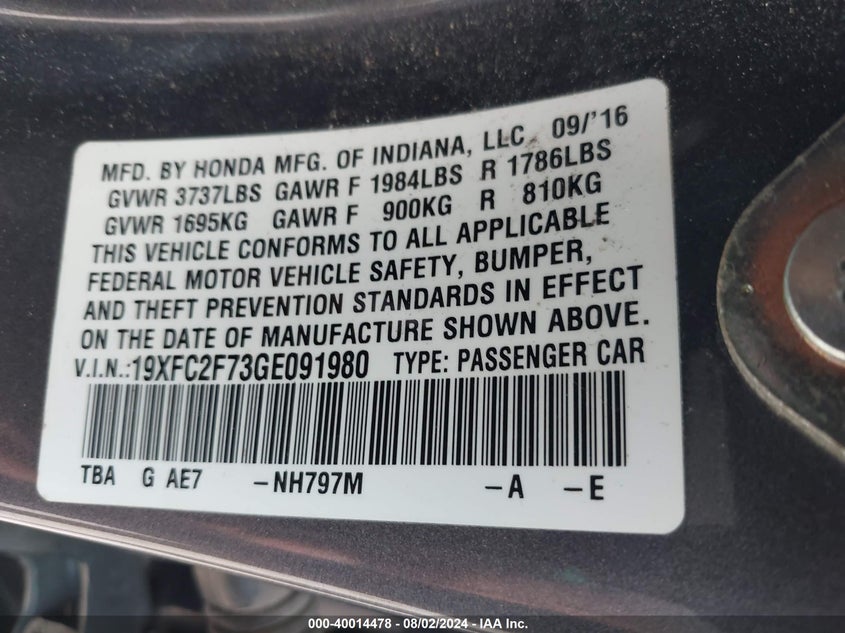 MFD. BY HONDA MFG. OF INDIANA, LLC 09/'16
GVWR 3737LBS GAWR F 1984LBS R 1786LBS
GVWR 1695KG GAWR F 900KG R 810KG
THIS VEHICLE CONFORMS TO ALL APPLICABLE
FEDERAL MOTOR VEHICLE SAFETY, BUMPER,
AND THEFT PREVENTION STANDARDS IN EFFECT
ON THE DATE OF MANUFACTURE SHOWN ABOVE.
V.I.N.:19XFC2F73GE091980 TYPE: PASSENGER CAR
TBA G AE7 -NH797M -A -E
000-40014478 - 08/02/2024 - IAA Inc.